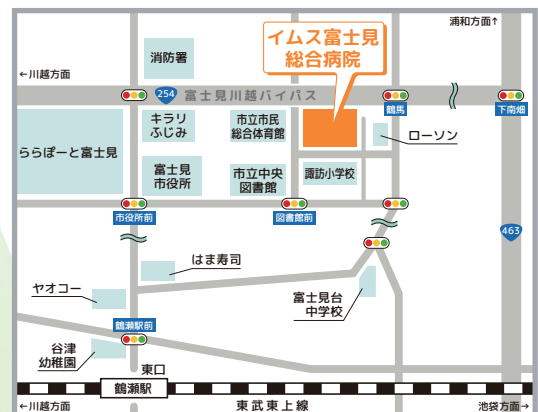 浦和方面↑
イムス富士見
総合病院
消防署
←川越方面
254
富士見川越バイパス
鶴馬
下南畑
キラリ
ふじみ
市立市民
総合体育館
ローソン
ららぽーと富士見
富士見
市役所
市立中央
図書館
諏訪小学校
市役所前
図書館前
463
はま寿司
ヤオコー
富士見台
中学校
鶴瀬駅前
谷津
幼稚園
東口
鶴瀬駅
←川越方面
東武東上線
池袋方面→